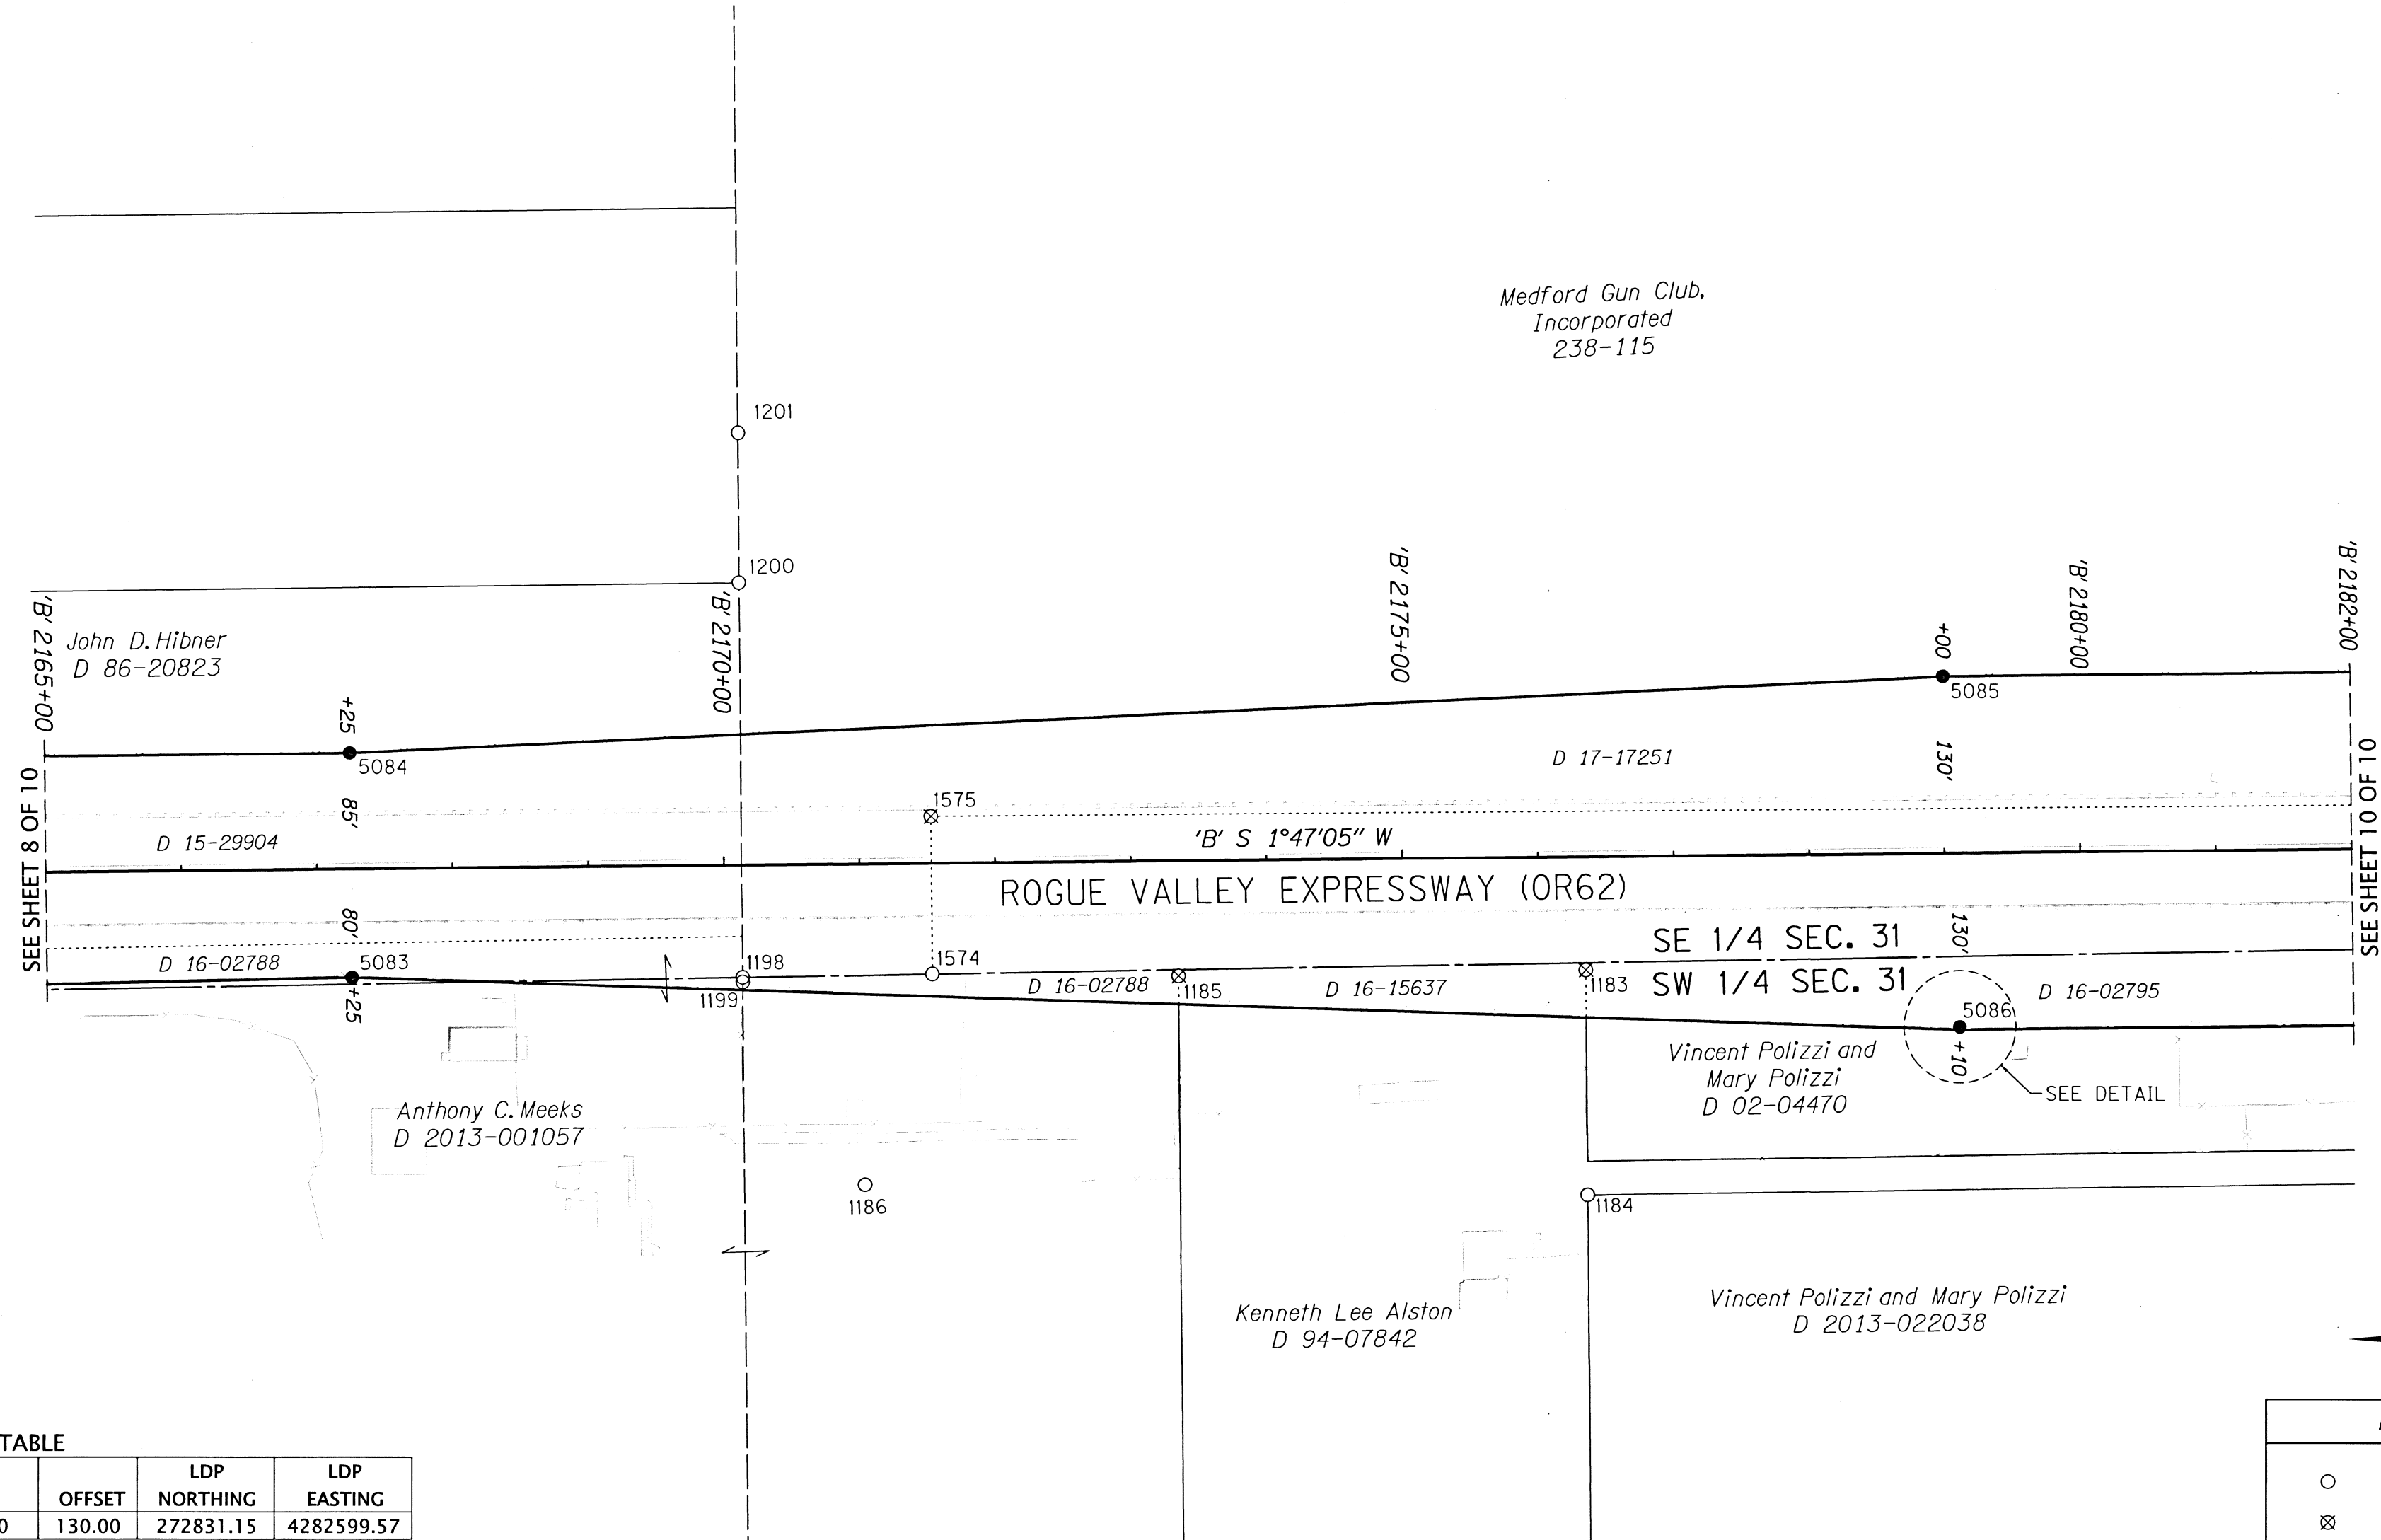 Medford Gun Club,
Incorporated
238-115
1201
1200
'B' 2165+00
John D. Hibner
D 86-20823
'B' 2170+00
'B' 2175+00
'B' 2180+00
'B' 2182+00
+25
5084
85'
+00
5085
130'
D 17-17251
SEE SHEET 8 OF 10
SEE SHEET 10 OF 10
1575
D 15-29904
'B' S 1°47'05" W
ROGUE VALLEY EXPRESSWAY (OR62)
80'
D 16-02788
5083
+25
1198
1199
1574
D 16-02788
1185
D 16-15637
1183
SE 1/4 SEC. 31
SW 1/4 SEC. 31
130'
5086
+10
D 16-02795
SEE DETAIL
Vincent Polizzi and
Mary Polizzi
D 02-04470
Anthony C. Meeks
D 2013-001057
1186
1184
Kenneth Lee Alston
D 94-07842
Vincent Polizzi and Mary Polizzi
D 2013-022038
TABLE
OFFSET
LDP
NORTHING
LDP
EASTING
0 130.00 272831.15 4282599.57